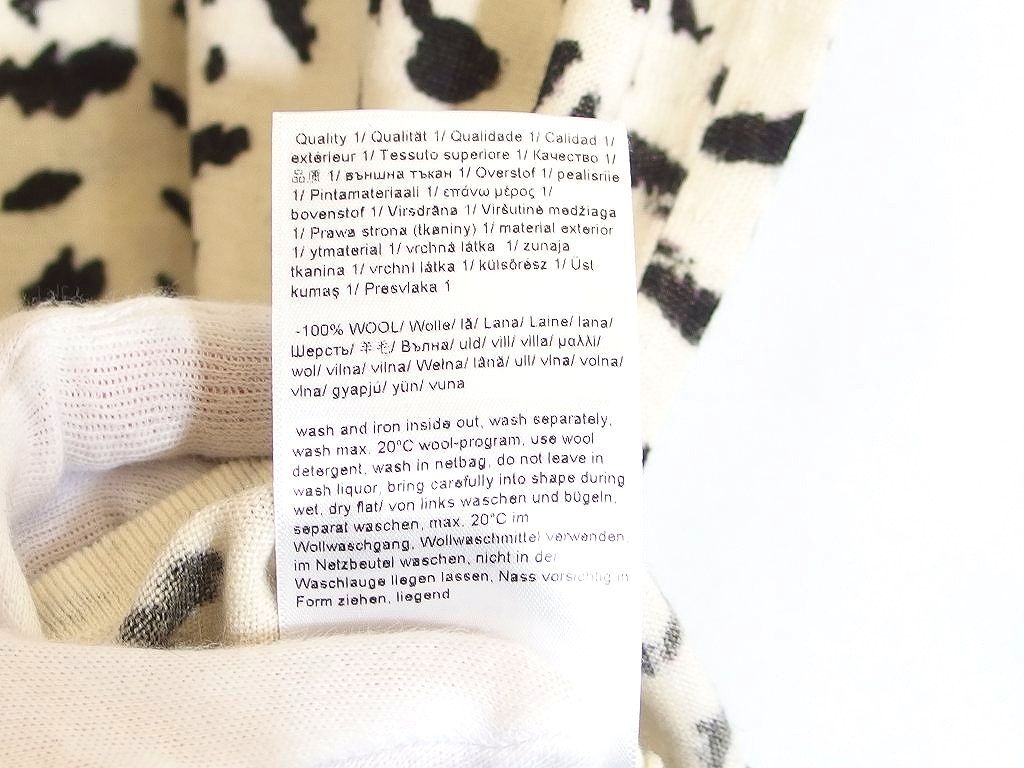 Quality 1/ Qualität 1/ Qualidade 1/ Calidad 1/
extérieur 1/ Tessuto superiore 1/ Качество 1/
品质 1/ външна тъкан 1/ Overstof 1/ pealisriie
1/ Pintamateriaali 1/ επάνω μέρος 1/
bovenstof 1/ Virsdrāna 1/ Viršutinė medžiaga
1/ Prawa strona (tkaniny) 1/ material exterior
1/ ytmaterial 1/ vrchná látka 1/ zunaja
tkanina 1/ vrchní látka 1/ külsőrész 1/ Üst
kumaş 1/ Presvlaka 1
-100% WOOL/ Wolle/ lã/ Lana/ Laine/ lana/
Шерсть/ 羊毛/ Вълна/ uld/ vill/ villa/ μαλλί/
wol/ vilna/ vilna/ Wełna/ lână/ ull/ vlna/ volna/
vlna/ gyapjú/ yün/ vuna
wash and iron inside out, wash separately,
wash max. 20°C wool-program, use wool
detergent, wash in netbag, do not leave in
wash liquor, bring carefully into shape during
wet, dry flat/ von links waschen und bügeln,
separat waschen, max. 20°C im
Wollwaschgang, Wollwaschmittel verwenden,
im Netzbeutel waschen, nicht in der
Waschlauge liegen lassen, Nass vorsichtig in
Form ziehen, liegend